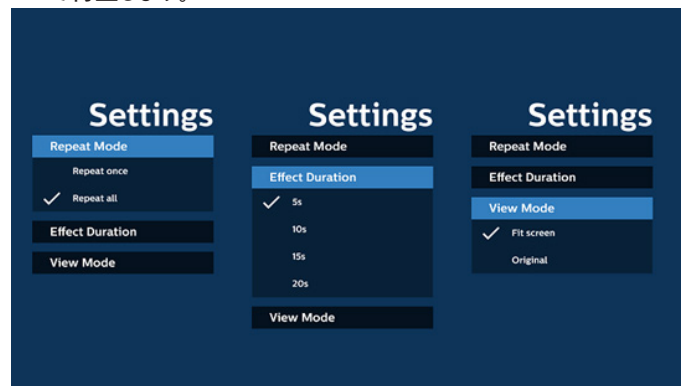 Settings
Repeat Mode
Repeat once
Repeat all
Effect Duration
View Mode
Settings
Repeat Mode
Effect Duration
5s
10s
15s
20s
View Mode
Settings
Repeat Mode
Effect Duration
View Mode
Fit screen
Original